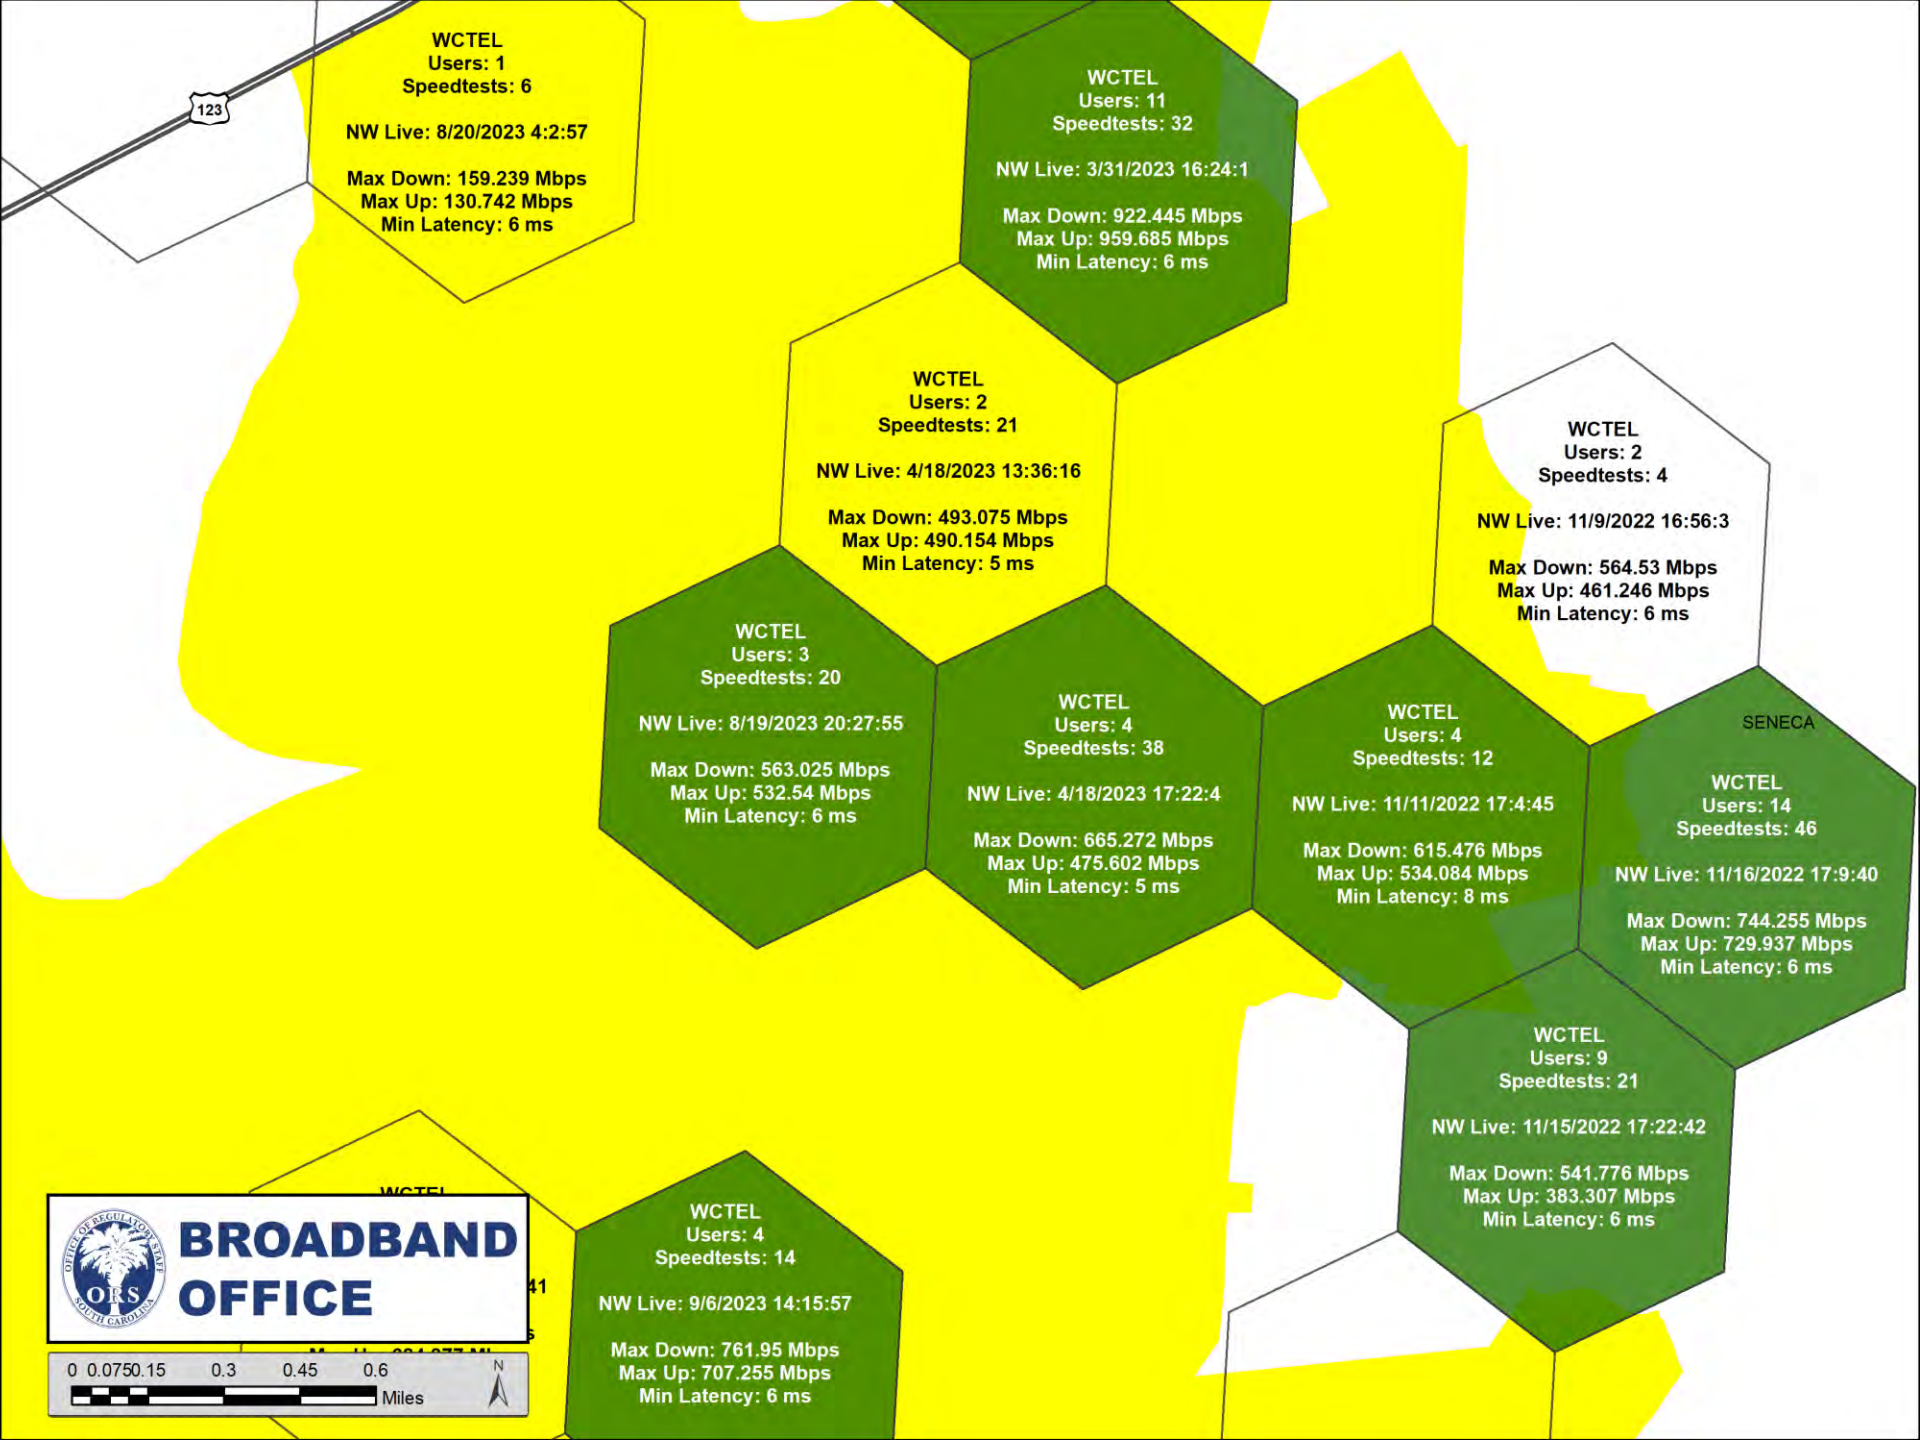 WCTEL
Users: 1
Speedtests: 6
NW Live: 8/20/2023 4:2:57
Max Down: 159.239 Mbps
Max Up: 130.742 Mbps
Min Latency: 6 ms
123
WCTEL
Users: 11
Speedtests: 32
NW Live: 3/31/2023 16:24:1
Max Down: 922.445 Mbps
Max Up: 959.685 Mbps
Min Latency: 6 ms
WCTEL
Users: 2
Speedtests: 21
NW Live: 4/18/2023 13:36:16
Max Down: 493.075 Mbps
Max Up: 490.154 Mbps
Min Latency: 5 ms
WCTEL
Users: 2
Speedtests: 4
NW Live: 11/9/2022 16:56:3
Max Down: 564.53 Mbps
Max Up: 461.246 Mbps
Min Latency: 6 ms
WCTEL
Users: 3
Speedtests: 20
NW Live: 8/19/2023 20:27:55
Max Down: 563.025 Mbps
Max Up: 532.54 Mbps
Min Latency: 6 ms
WCTEL
Users: 4
Speedtests: 38
NW Live: 4/18/2023 17:22:4
Max Down: 665.272 Mbps
Max Up: 475.602 Mbps
Min Latency: 5 ms
WCTEL
Users: 4
Speedtests: 12
NW Live: 11/11/2022 17:4:45
Max Down: 615.476 Mbps
Max Up: 534.084 Mbps
Min Latency: 8 ms
SENECA
WCTEL
Users: 14
Speedtests: 46
NW Live: 11/16/2022 17:9:40
Max Down: 744.255 Mbps
Max Up: 729.937 Mbps
Min Latency: 6 ms
WCTEL
Users: 9
Speedtests: 21
NW Live: 11/15/2022 17:22:42
Max Down: 541.776 Mbps
Max Up: 383.307 Mbps
Min Latency: 6 ms
WCTEL
41
s
WCTEL
Users: 4
Speedtests: 14
NW Live: 9/6/2023 14:15:57
Max Down: 761.95 Mbps
Max Up: 707.255 Mbps
Min Latency: 6 ms
OFFICE OF REGULATORY STAFF
ORS
SOUTH CAROLINA
BROADBAND
OFFICE
0 0.075 0.15 0.3 0.45 0.6
Miles
N